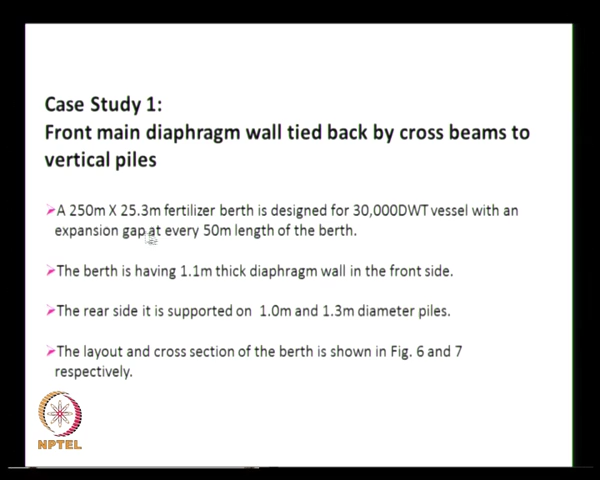 Case Study 1:
Front main diaphragm wall tied back by cross beams to
vertical piles
➢A 250m X 25.3m fertilizer berth is designed for 30,000DWT vessel with an
expansion gap at every 50m length of the berth.
➢The berth is having 1.1m thick diaphragm wall in the front side.
➢The rear side it is supported on 1.0m and 1.3m diameter piles.
➢The layout and cross section of the berth is shown in Fig. 6 and 7
respectively.
NPTEL